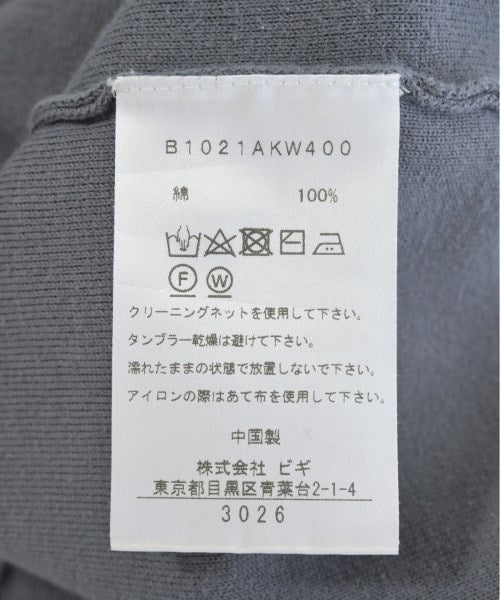 B1021AKW400
綿 100%
F W
クリーニングネットを使用して下さい。
タンブラー乾燥は避けて下さい。
濡れたままの状態で放置しないで下さい。
アイロンの際はあて布を使用して下さい。
中国製
株式会社 ビギ
東京都目黒区青葉台2-1-4
3026